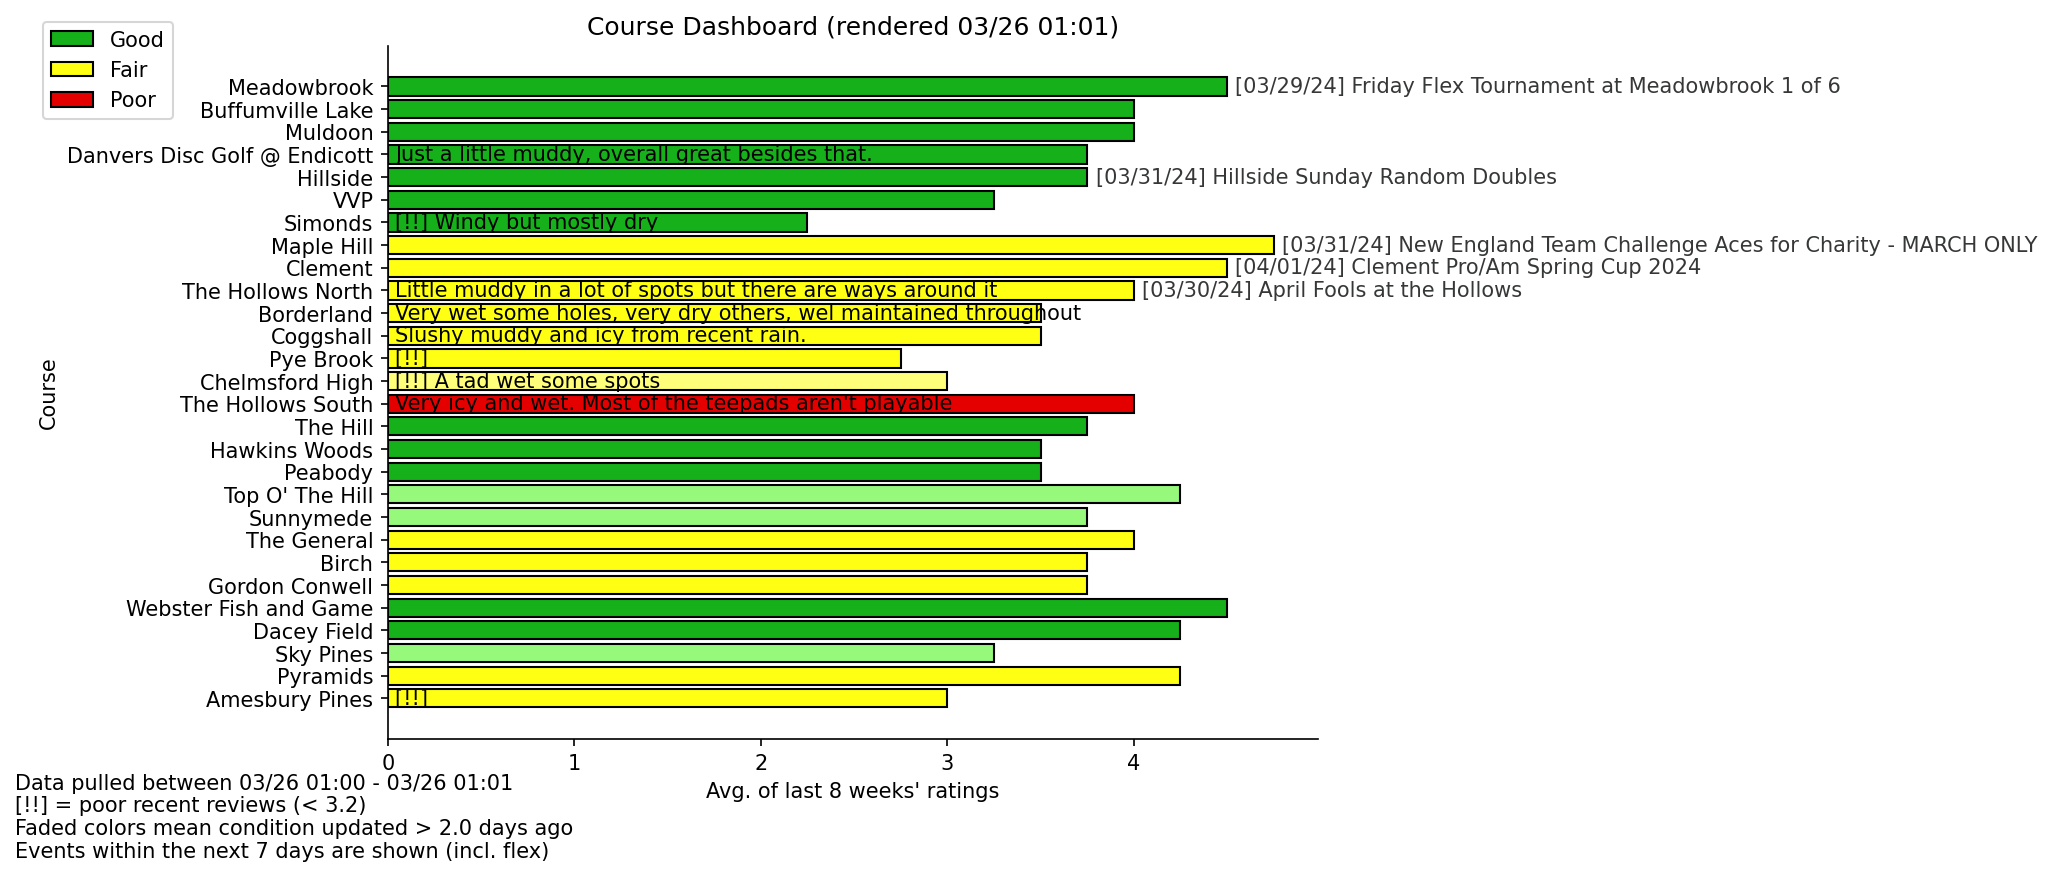 Course Dashboard (rendered 03/26 01:01)
Good
Fair
Poor
Meadowbrook [03/29/24] Friday Flex Tournament at Meadowbrook 1 of 6
Buffumville Lake
Muldoon
Danvers Disc Golf @ Endicott Just a little muddy, overall great besides that.
Hillside [03/31/24] Hillside Sunday Random Doubles
VVP
Simonds [!!] Windy but mostly dry
Maple Hill [03/31/24] New England Team Challenge Aces for Charity - MARCH ONLY
Clement [04/01/24] Clement Pro/Am Spring Cup 2024
The Hollows North Little muddy in a lot of spots but there are ways around it [03/30/24] April Fools at the Hollows
Borderland Very wet some holes, very dry others, wel maintained throughout
Coggshall Slushy muddy and icy from recent rain.
Pye Brook [!!]
Chelmsford High [!!] A tad wet some spots
The Hollows South Very icy and wet. Most of the teepads aren't playable
The Hill
Hawkins Woods
Peabody
Top O' The Hill
Sunnymede
The General
Birch
Gordon Conwell
Webster Fish and Game
Dacey Field
Sky Pines
Pyramids
Amesbury Pines [!!]
Course
0 1 2 3 4
Avg. of last 8 weeks' ratings
Data pulled between 03/26 01:00 - 03/26 01:01
[!!] = poor recent reviews (< 3.2)
Faded colors mean condition updated > 2.0 days ago
Events within the next 7 days are shown (incl. flex)